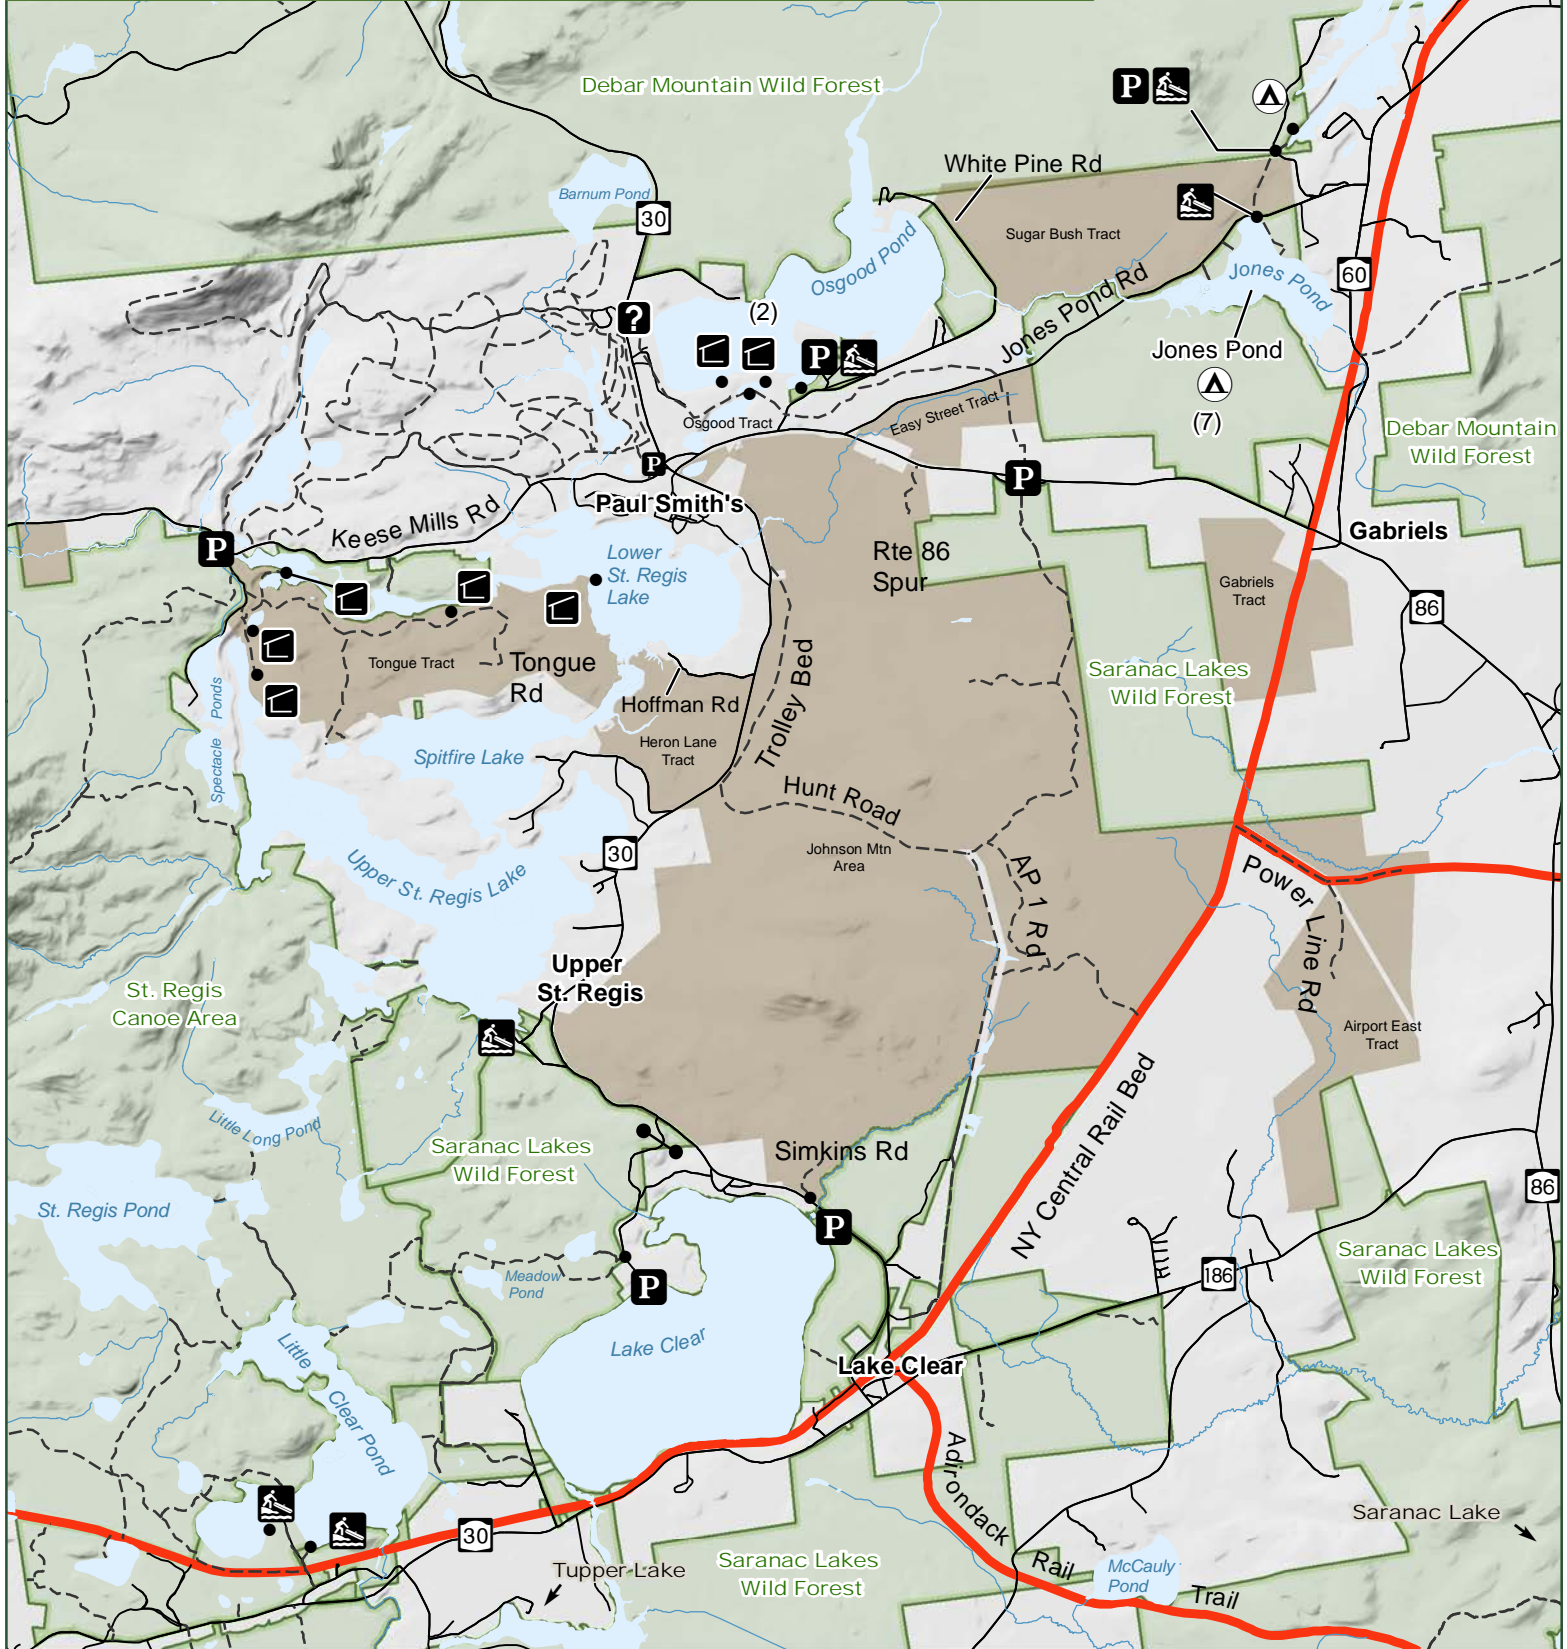 Debar Mountain Wild Forest
P
White Pine Rd
Barnum Pond
30
Sugar Bush Tract
Osgood Pond
Jones Pond
60
Jones Pond Rd
?
(2)
P
Jones Pond
(7)
Easy Street Tract
Osgood Tract
Debar Mountain
Wild Forest
P
P
Paul Smith's
Keese Mills Rd
Gabriels
P
Lower
St. Regis
Lake
Rte 86
Spur
Gabriels
Tract
86
Tongue Tract
Tongue
Rd
Saranac Lakes
Wild Forest
Spectacle Ponds
Hoffman Rd
Trolley Bed
Heron Lane
Tract
Spitfire Lake
Hunt Road
30
Johnson Mtn
Area
AP 1 Rd
Upper St. Regis Lake
Power Line Rd
Upper
St. Regis
St. Regis
Canoe Area
Airport East
Tract
NY Central Rail Bed
Little Long Pond
Saranac Lakes
Wild Forest
Simkins Rd
86
St. Regis Pond
P
Saranac Lakes
Wild Forest
186
Meadow
Pond
P
Lake Clear
Little
Clear Pond
Lake Clear
Adirondack Rail Trail
Saranac Lake
30
Tupper Lake
Saranac Lakes
Wild Forest
McCauly
Pond